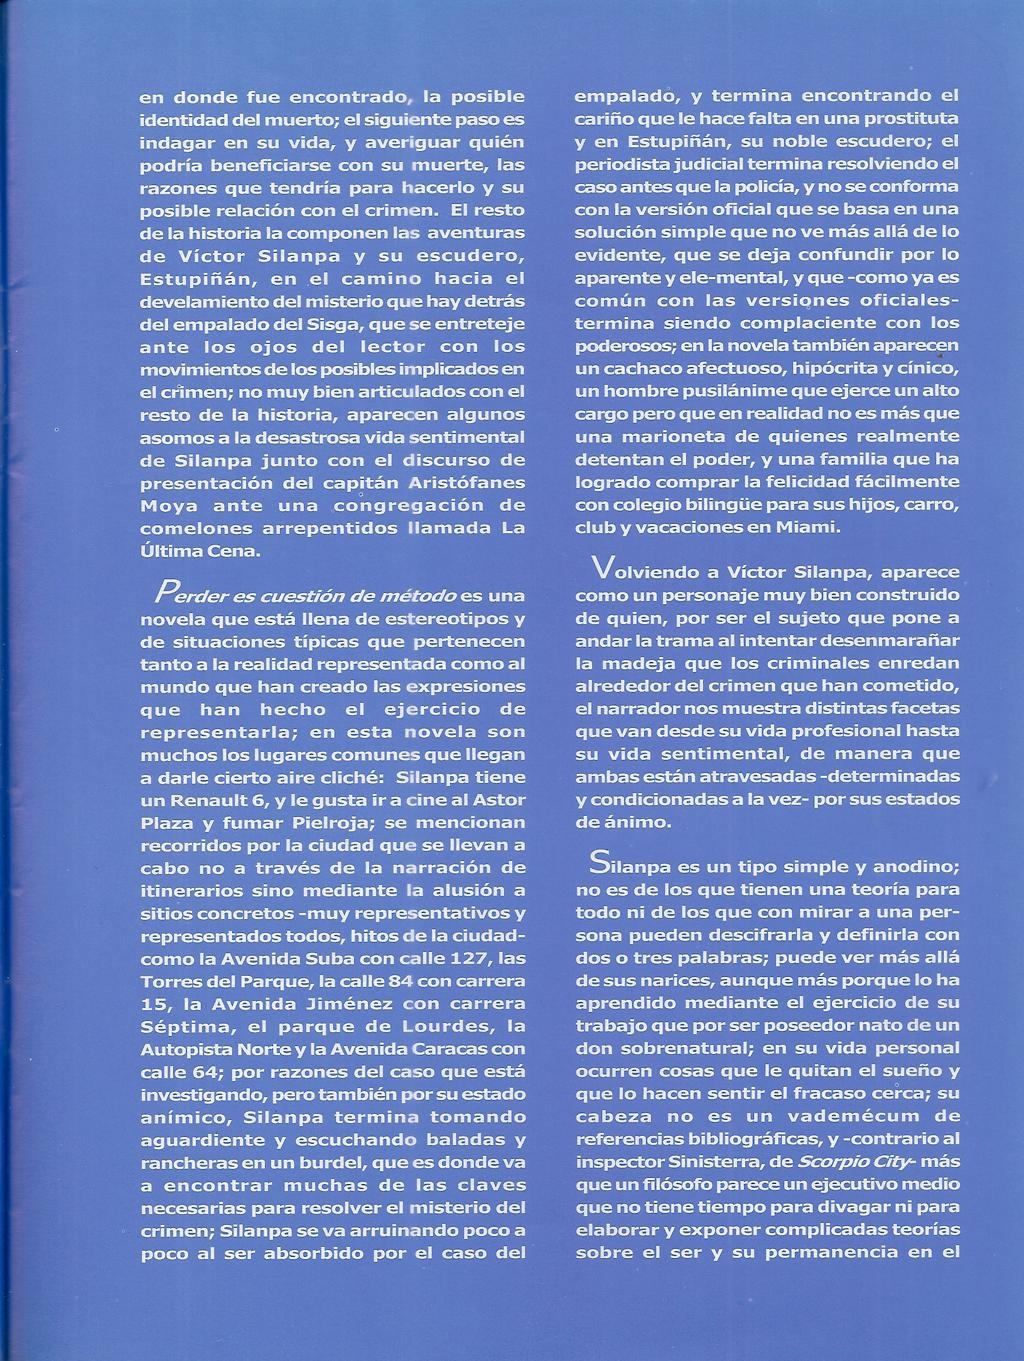 en donde fue encontrado, la posible
identidad del muerto; el siguiente paso es
indagar en su vida, y averiguar quién
podría beneficiarse con su muerte, las
razones que tendría para hacerlo y su
posible relación con el crimen. El resto
de la historia la componen las aventuras
de Víctor Silanpa y su escudero,
Estupiñán, en el camino hacia el
develamiento del misterio que hay detrás
del empalado del Sisga, que se entreteje
ante los ojos del lector con los
movimientos de los posibles implicados en
el crimen; no muy bien articulados con el
resto de la historia, aparecen algunos
asomos a la desastrosa vida sentimental
de Silanpa junto con el discurso de
presentación del capitán Aristófanes
Moya ante una congregación de
comelones arrepentidos llamada La
Última Cena.
Perder es cuestión de método es una
novela que está llena de estereotipos y
de situaciones típicas que pertenecen
tanto a la realidad representada como al
mundo que han creado las expresiones
que han hecho el ejercicio de
representarla; en esta novela son
muchos los lugares comunes que llegan
a darle cierto aire cliché: Silanpa tiene
un Renault 6, y le gusta ir a cine al Astor
Plaza y fumar Pielroja; se mencionan
recorridos por la ciudad que se llevan a
cabo no a través de la narración de
itinerarios sino mediante la alusión a
sitios concretos -muy representativos y
representados todos, hitos de la ciudad-
como la Avenida Suba con calle 127, las
Torres del Parque, la calle 84 con carrera
15, la Avenida Jiménez con carrera
Séptima, el parque de Lourdes, la
Autopista Norte y la Avenida Caracas con
calle 64; por razones del caso que está
investigando, pero también por su estado
anímico, Silanpa termina tomando
aguardiente y escuchando baladas y
rancheras en un burdel, que es donde va
a encontrar muchas de las claves
necesarias para resolver el misterio del
crimen; Silanpa se va arruinando poco a
poco al ser absorbido por el caso del
empalado, y termina encontrando el
cariño que le hace falta en una prostituta
y en Estupiñán, su noble escudero; el
periodista judicial termina resolviendo el
caso antes que la policía, y no se conforma
con la versión oficial que se basa en una
solución simple que no ve más allá de lo
evidente, que se deja confundir por lo
aparente y ele-mental, y que -como ya es
común con las versiones oficiales-
termina siendo complaciente con los
poderosos; en la novela también aparecen
un cachaco afectuoso, hipócrita y cínico,
un hombre pusilánime que ejerce un alto
cargo pero que en realidad no es más que
una marioneta de quienes realmente
detentan el poder, y una familia que ha
logrado comprar la felicidad fácilmente
con colegio bilingüe para sus hijos, carro,
club y vacaciones en Miami.
Volviendo a Víctor Silanpa, aparece
como un personaje muy bien construido
de quien, por ser el sujeto que pone a
andar la trama al intentar desenmarañar
la madeja que los criminales enredan
alrededor del crimen que han cometido,
el narrador nos muestra distintas facetas
que van desde su vida profesional hasta
su vida sentimental, de manera que
ambas están atravesadas -determinadas
y condicionadas a la vez- por sus estados
de ánimo.
Silanpa es un tipo simple y anodino;
no es de los que tienen una teoría para
todo ni de los que con mirar a una per-
sona pueden descifrarla y definirla con
dos o tres palabras; puede ver más allá
de sus narices, aunque más porque lo ha
aprendido mediante el ejercicio de su
trabajo que por ser poseedor nato de un
don sobrenatural; en su vida personal
ocurren cosas que le quitan el sueño y
que lo hacen sentir el fracaso cerca; su
cabeza no es un vademécum de
referencias bibliográficas, y -contrario al
inspector Sinisterra, de Scorpio City- más
que un filósofo parece un ejecutivo medio
que no tiene tiempo para divagar ni para
elaborar y exponer complicadas teorías
sobre el ser y su permanencia en el